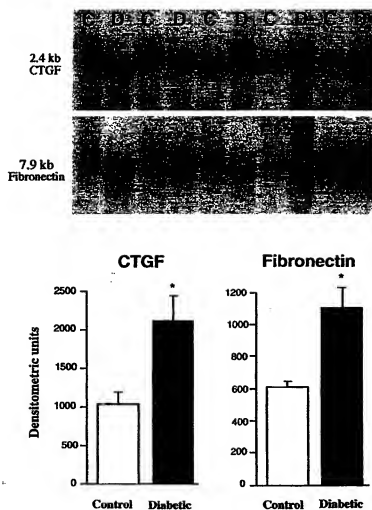 C D C D C D C D C D
2.4 kb
CTGF
7.9 kb
Fibronectin
CTGF
Fibronectin
Densitometric units
2500
2000
1500
1000
500
0
*
Control
Diabetic
1200
1000
800
600
400
200
0
*
Control
Diabetic